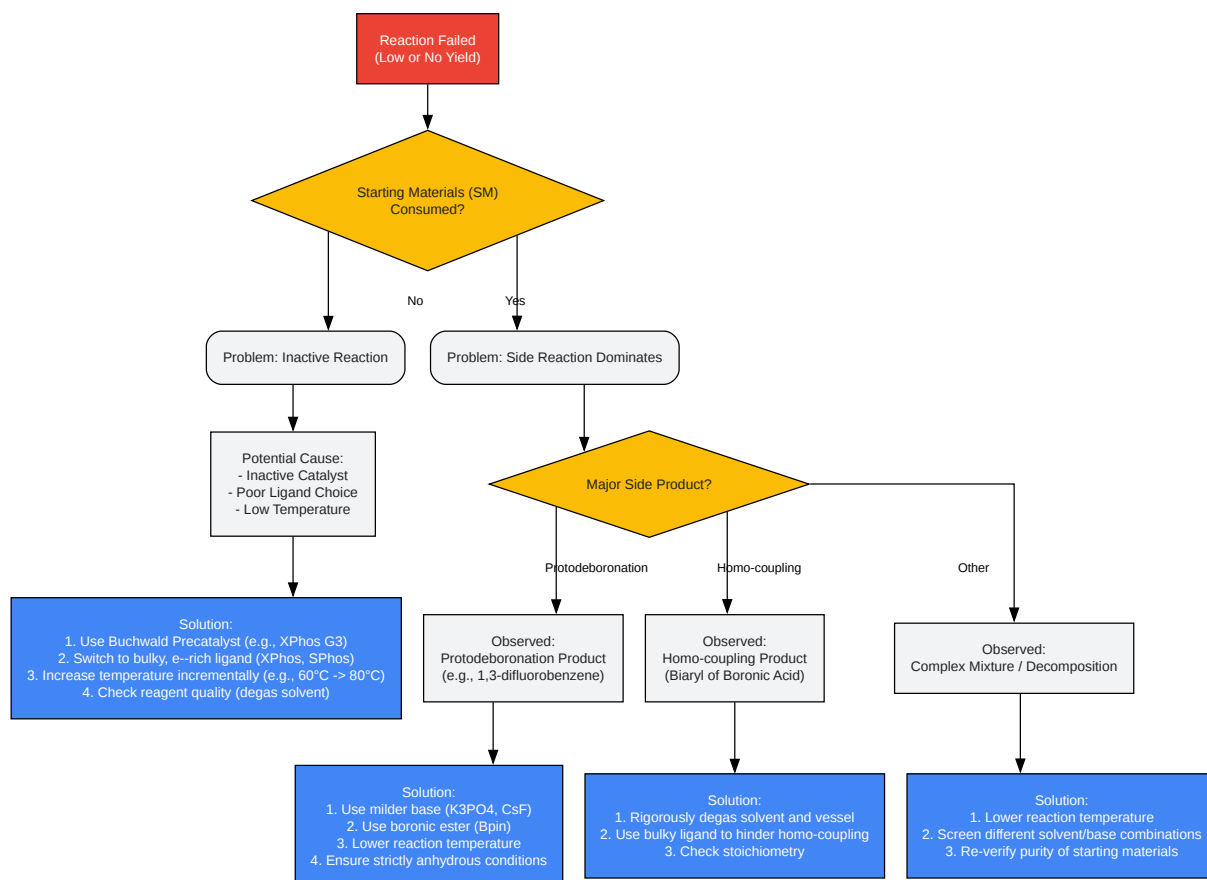 Reaction Failed
(Low or No Yield)
Starting Materials (SM)
Consumed?
No
Yes
Problem: Inactive Reaction
Problem: Side Reaction Dominates
Potential Cause:
- Inactive Catalyst
- Poor Ligand Choice
- Low Temperature
Major Side Product?
Protodeboronation
Homo-coupling
Other
Solution:
1. Use Buchwald Precatalyst (e.g., XPhos G3)
2. Switch to bulky, e--rich ligand (XPhos, SPhos)
3. Increase temperature incrementally (e.g., 60°C -> 80°C)
4. Check reagent quality (degas solvent)
Observed:
Protodeboronation Product
(e.g., 1,3-difluorobenzene)
Observed:
Homo-coupling Product
(Biaryl of Boronic Acid)
Observed:
Complex Mixture / Decomposition
Solution:
1. Use milder base (K3PO4, CsF)
2. Use boronic ester (Bpin)
3. Lower reaction temperature
4. Ensure strictly anhydrous conditions
Solution:
1. Rigorously degas solvent and vessel
2. Use bulky ligand to hinder homo-coupling
3. Check stoichiometry
Solution:
1. Lower reaction temperature
2. Screen different solvent/base combinations
3. Re-verify purity of starting materials